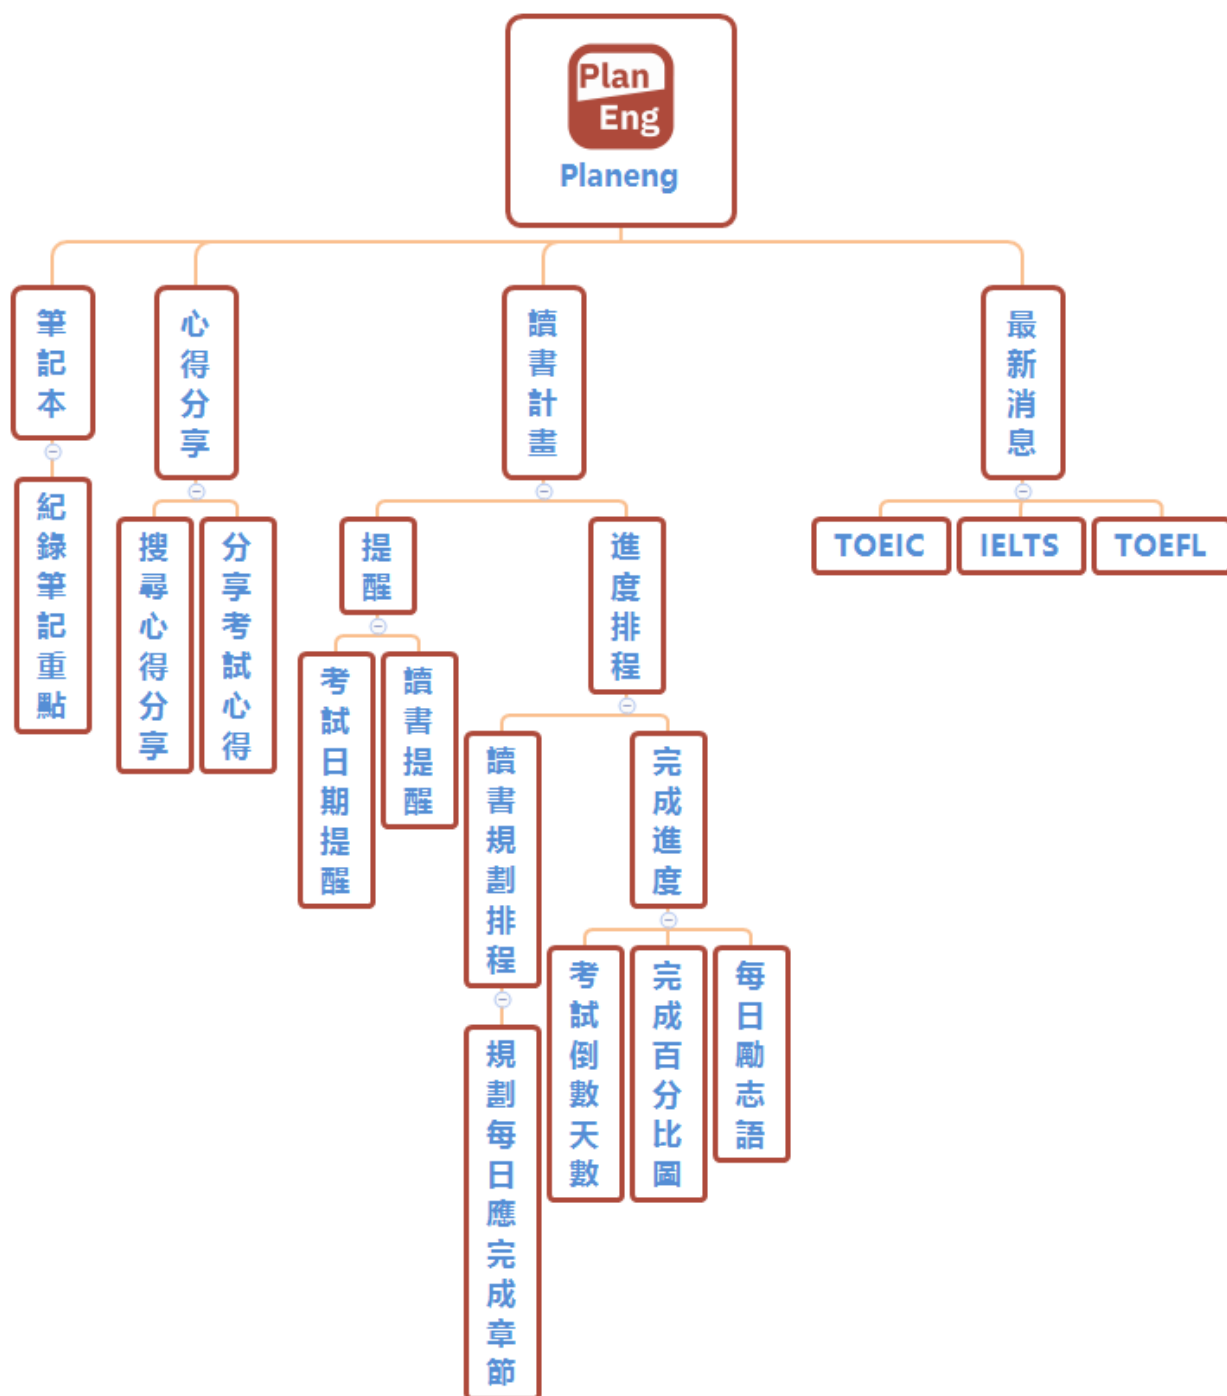 Plan
Eng
Planeng
筆記本
心得分享
讀書計畫
最新消息
紀錄筆記重點
搜尋心得分享
分享考試心得
提醒
進度排程
TOEIC
IELTS
TOEFL
考試日期提醒
讀書提醒
讀書規劃排程
完成進度
考試倒數天數
完成百分比圖
每日勵志語
規劃每日應完成章節